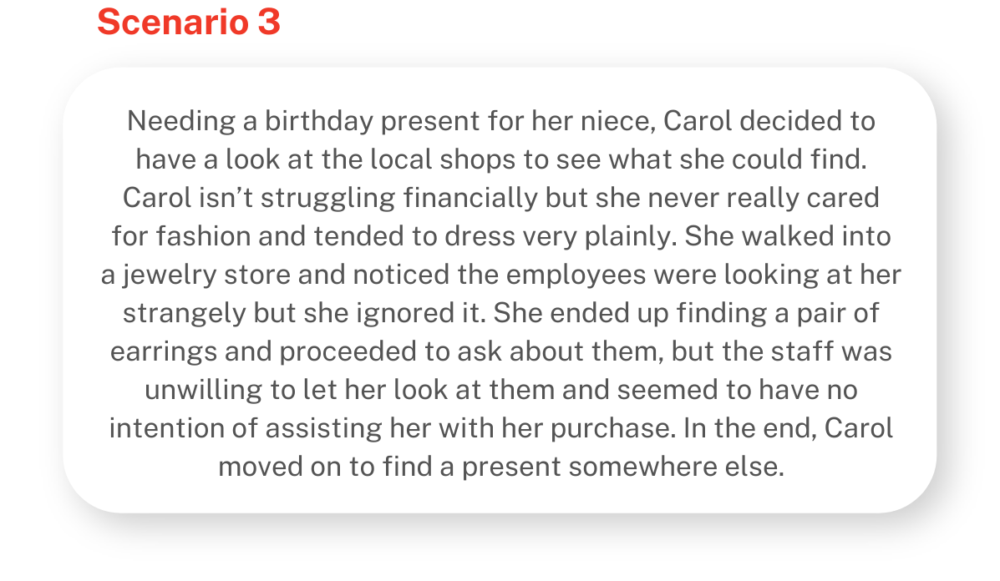 Scenario 3
Needing a birthday present for her niece, Carol decided to
have a look at the local shops to see what she could find.
Carol isn’t struggling financially but she never really cared
for fashion and tended to dress very plainly. She walked into
a jewelry store and noticed the employees were looking at her
strangely but she ignored it. She ended up finding a pair of
earrings and proceeded to ask about them, but the staff was
unwilling to let her look at them and seemed to have no
intention of assisting her with her purchase. In the end, Carol
moved on to find a present somewhere else.